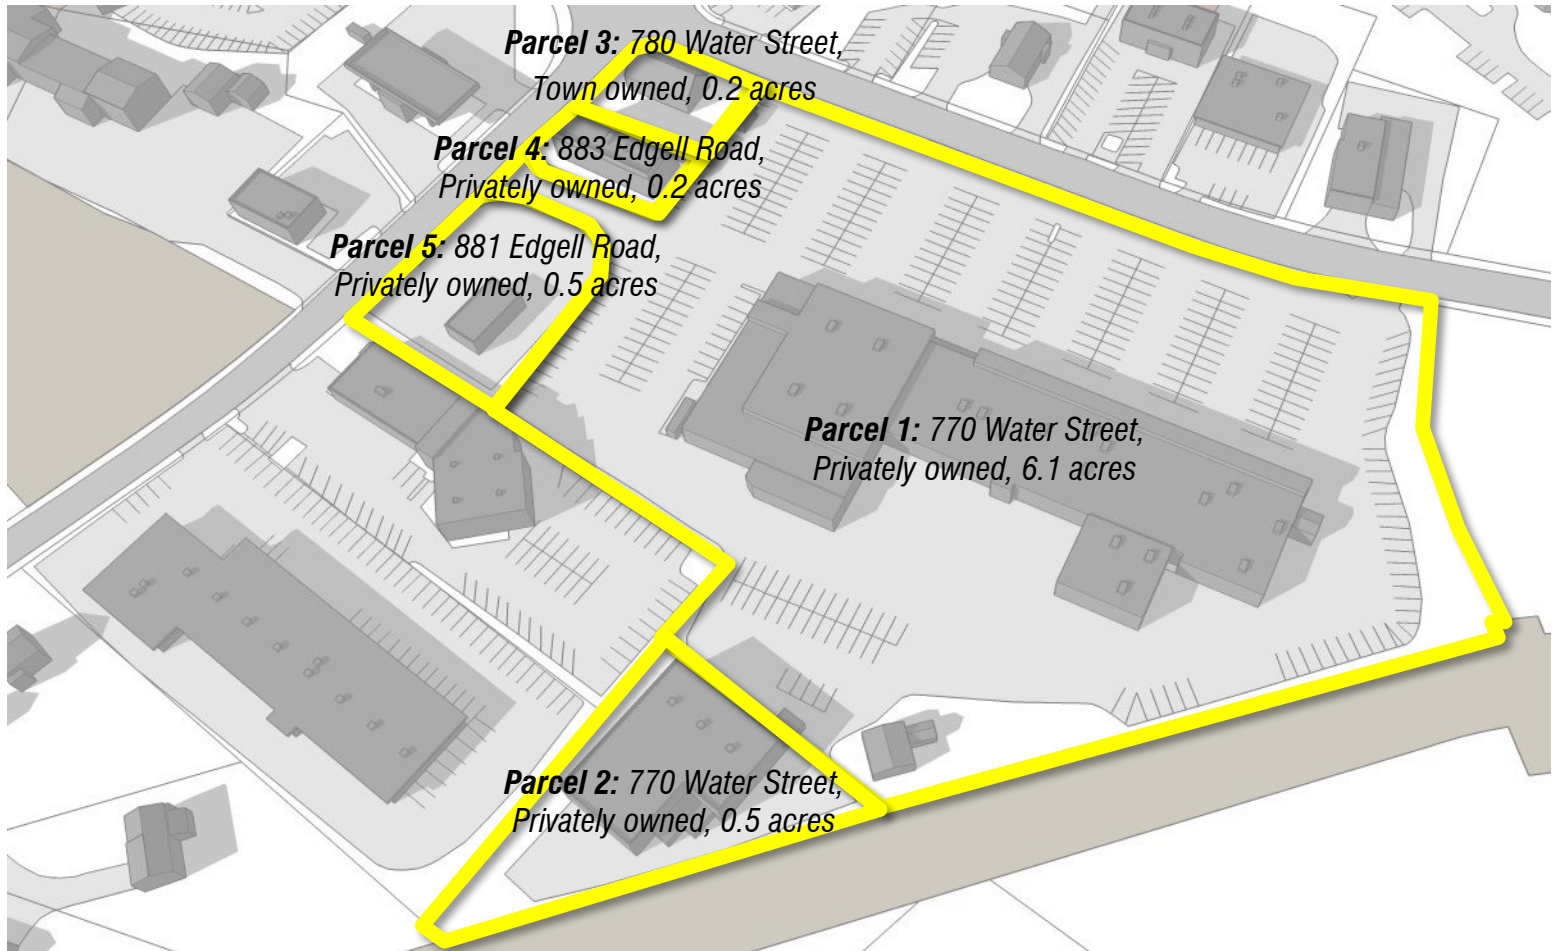 Parcel 3: 780 Water Street,
Town owned, 0.2 acres
Parcel 4: 883 Edgell Road,
Privately owned, 0.2 acres
Parcel 5: 881 Edgell Road,
Privately owned, 0.5 acres
Parcel 1: 770 Water Street,
Privately owned, 6.1 acres
Parcel 2: 770 Water Street,
Privately owned, 0.5 acres